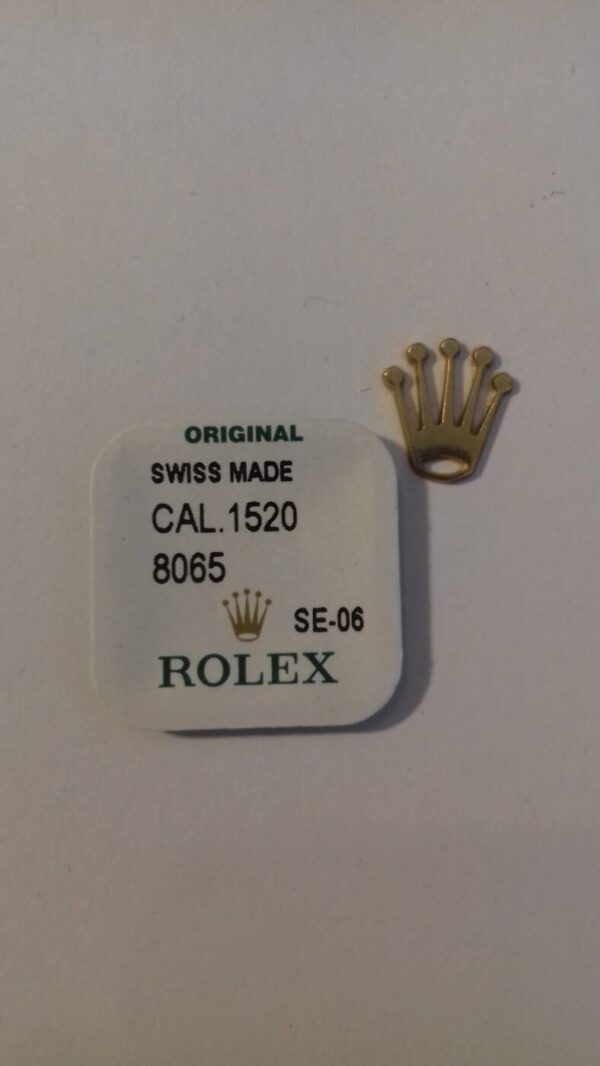 ORIGINAL
SWISS MADE
CAL.1520
8065
SE-06
ROLEX